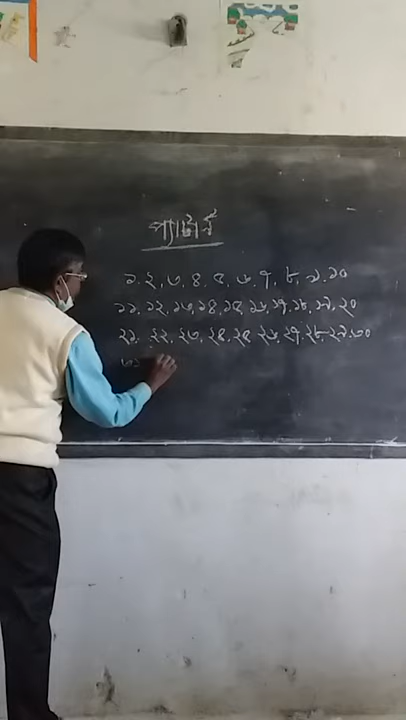 প্যাটার্ন
১, ২, ৩, ৪, ৫, ৬, ৭, ৮, ৯, ১০
১১, ১২, ১৩, ১৪, ১৫, ১৬, ১৭, ১৮, ১৯, ২০
২১, ২২, ২৩, ২৪, ২৫, ২৬, ২৭, ২৮, ২৯, ৩০
৩১